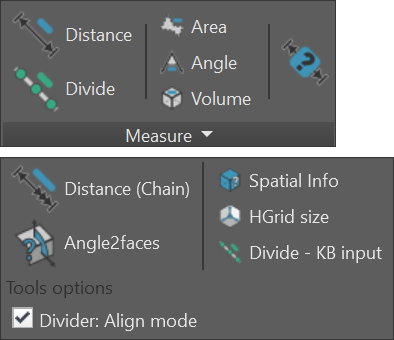 Distance
Divide
Area
Angle
Volume
?
Measure
Distance (Chain)
Angle2faces
Spatial Info
HGrid size
Divide - KB input
Tools options
Divider: Align mode